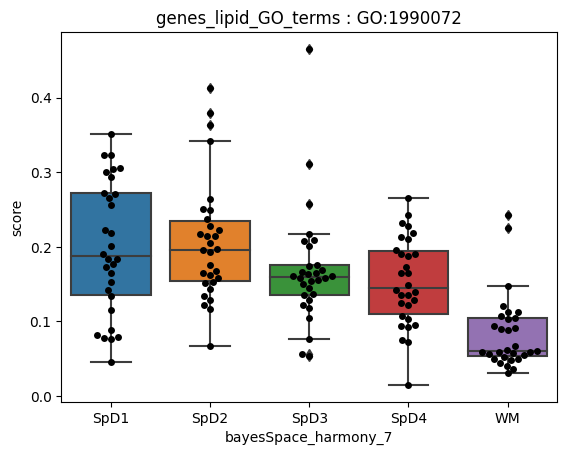 genes_lipid_GO_terms : GO:1990072
0.4
0.3
0.2
0.1
0.0
score
SpD1 SpD2 SpD3 SpD4 WM
bayesSpace_harmony_7